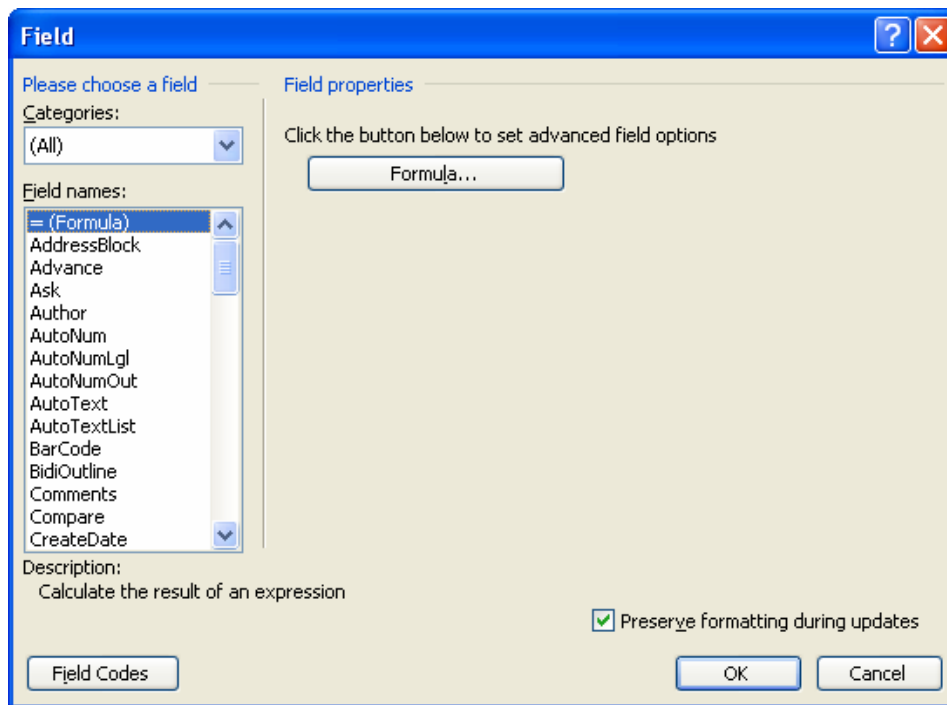 Field
Please choose a field
Categories:
(All)
Field names:
= (Formula)
AddressBlock
Advance
Ask
Author
AutoNum
AutoNumLgl
AutoNumOut
AutoText
AutoTextList
BarCode
BidiOutline
Comments
Compare
CreateDate
Field properties
Click the button below to set advanced field options
Formula...
Description:
Calculate the result of an expression
Preserve formatting during updates
Field Codes
OK
Cancel